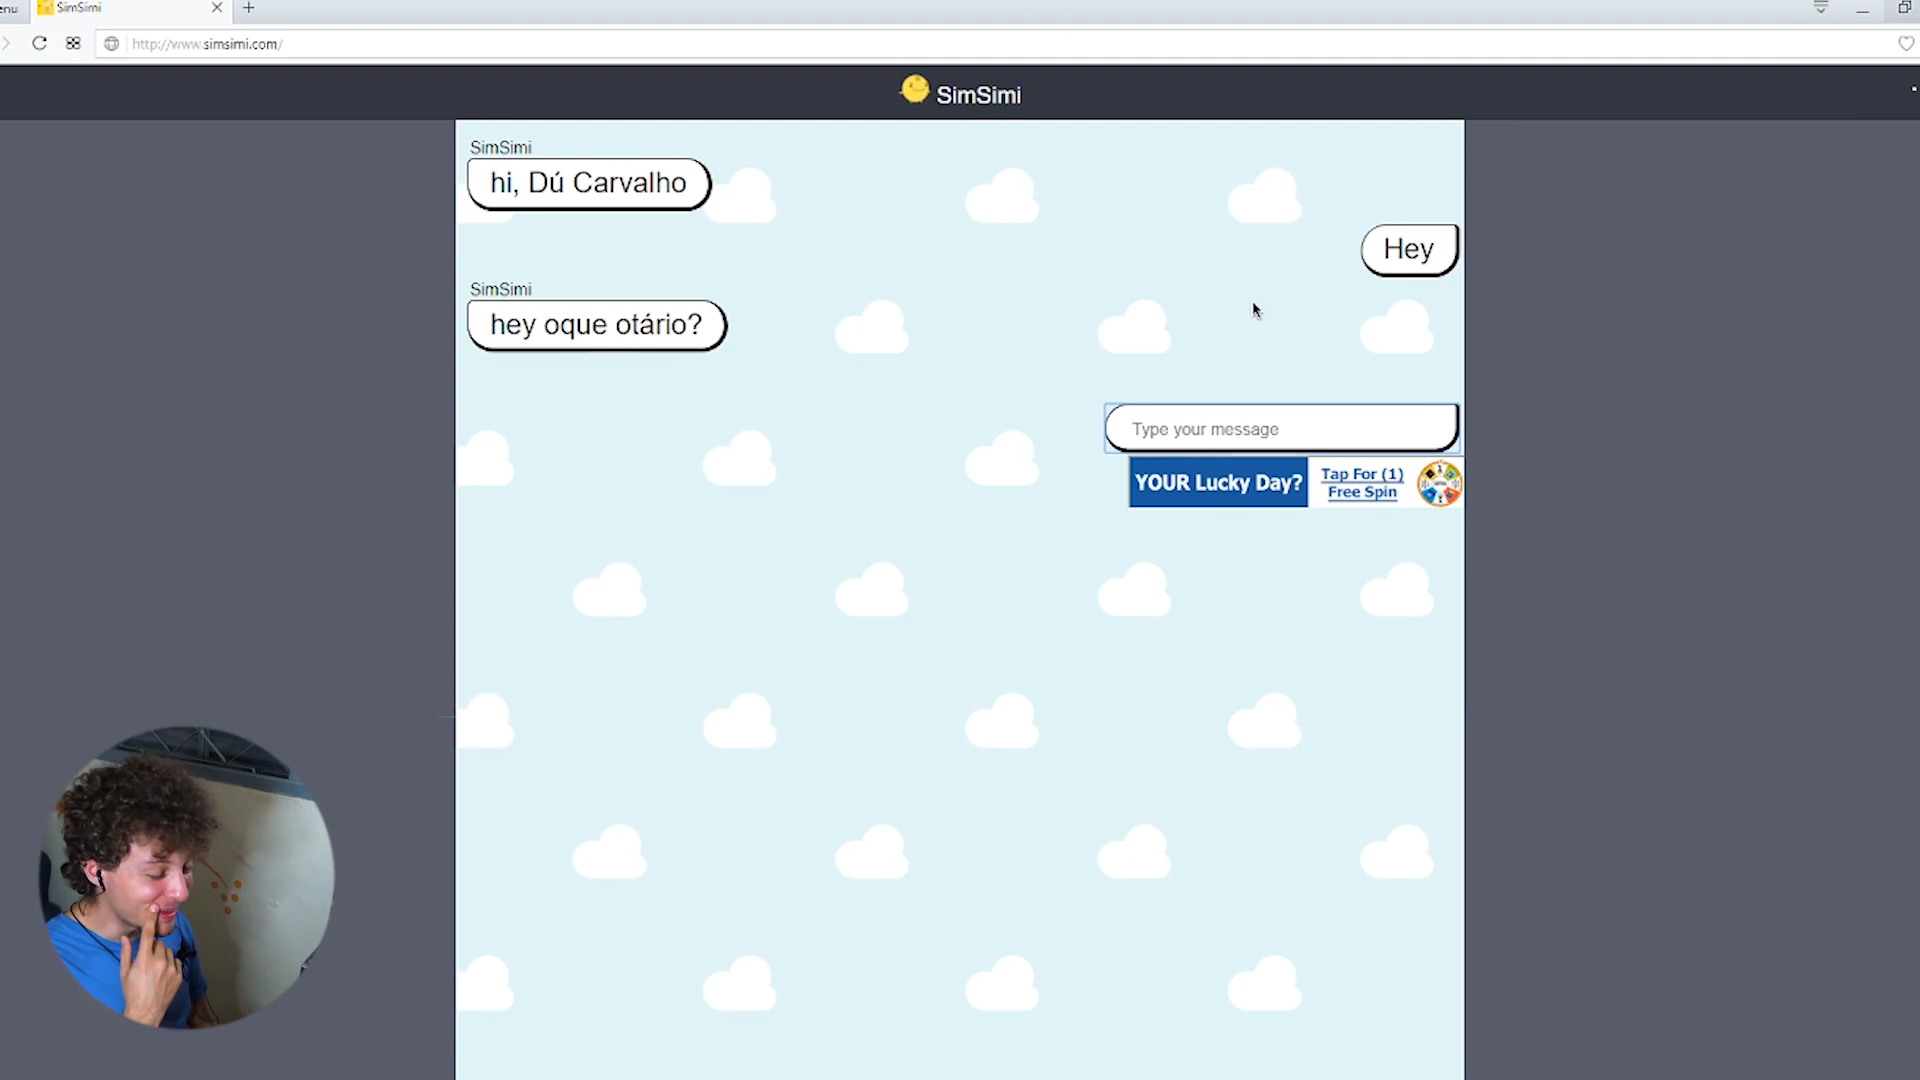 enu
SimSimi
http://www.simsimi.com/
SimSimi
SimSimi
hi, Dú Carvalho
Hey
SimSimi
hey oque otário?
Type your message
YOUR Lucky Day?
Tap For (1)
Free Spin